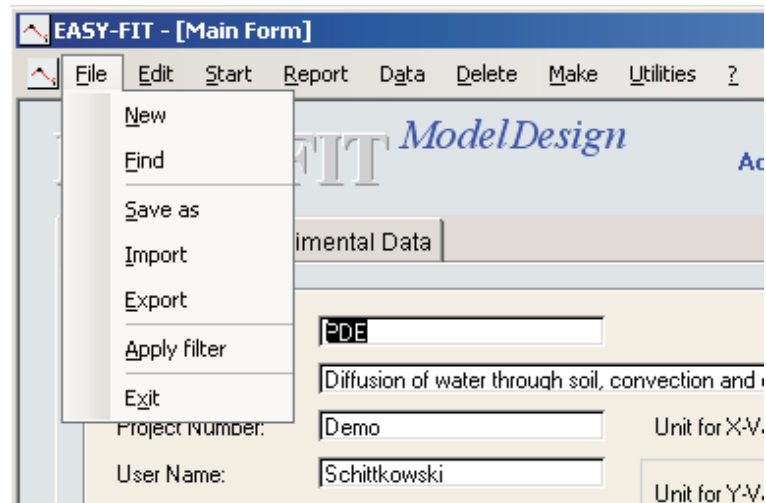 EASY-FIT - [Main Form]
File Edit Start Report Data Delete Make Utilities ?
New
Find
Save as
Import
Export
Apply filter
Exit
FIT ModelDesign
imental Data
PDE
Diffusion of water through soil, convection and
Project Number: Demo Unit for X-V
User Name: Schittkowski
Unit for Y-V